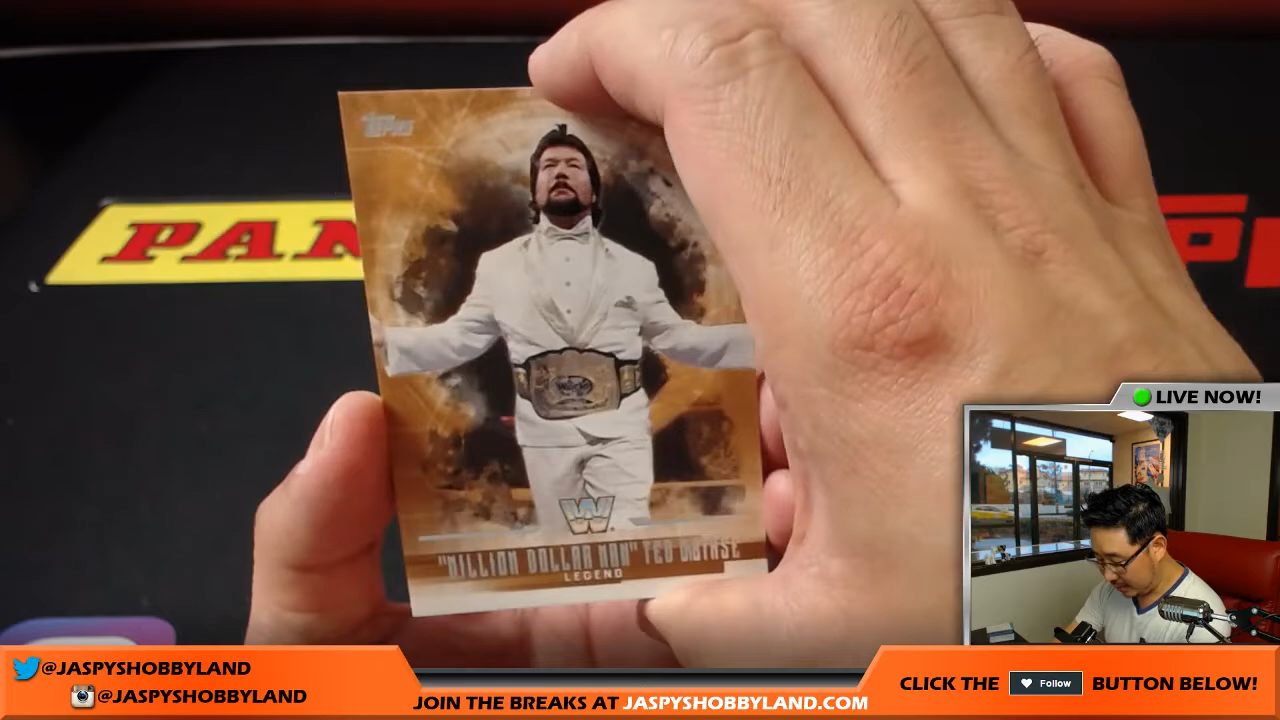 Topps
PAN
"MILLION DOLLAR MAN" TED DIBIASE
LEGEND
LIVE NOW!
@JASPYSHOBBYLAND
@JASPYSHOBBYLAND
JOIN THE BREAKS AT JASPYSHOBBYLAND.COM
CLICK THE Follow BUTTON BELOW!